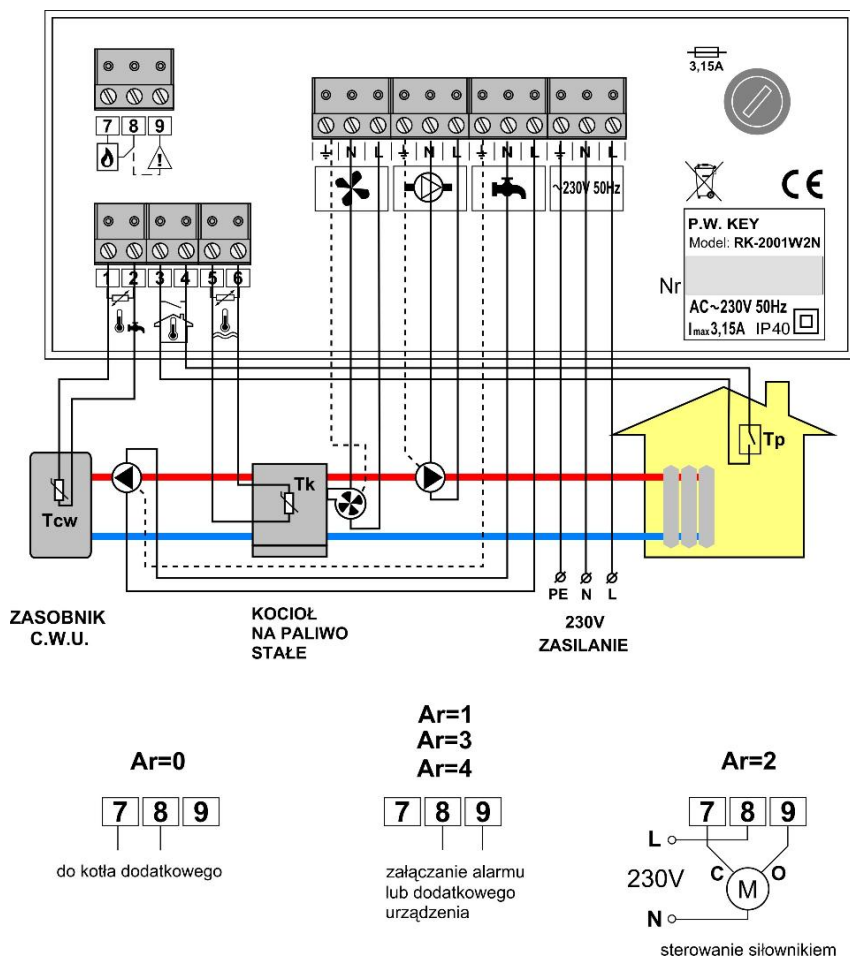 3,15A
7 8 9
N L N L N L N L
~230V 50Hz
P.W. KEY
Model: RK-2001W2N
Nr
AC~230V 50Hz
Imax3,15A IP40
CE
1 2 3 4 5 6
Tp
Tcw
Tk
ZASOBNIK
C.W.U.
KOCIOŁ
NA PALIWO
STAŁE
PE N L
230V
ZASILANIE
Ar=0
7 8 9
do kotła dodatkowego
Ar=1
Ar=3
Ar=4
7 8 9
załączanie alarmu
lub dodatkowego
urządzenia
Ar=2
7 8 9
L
230V
C M O
N
sterowanie siłownikiem